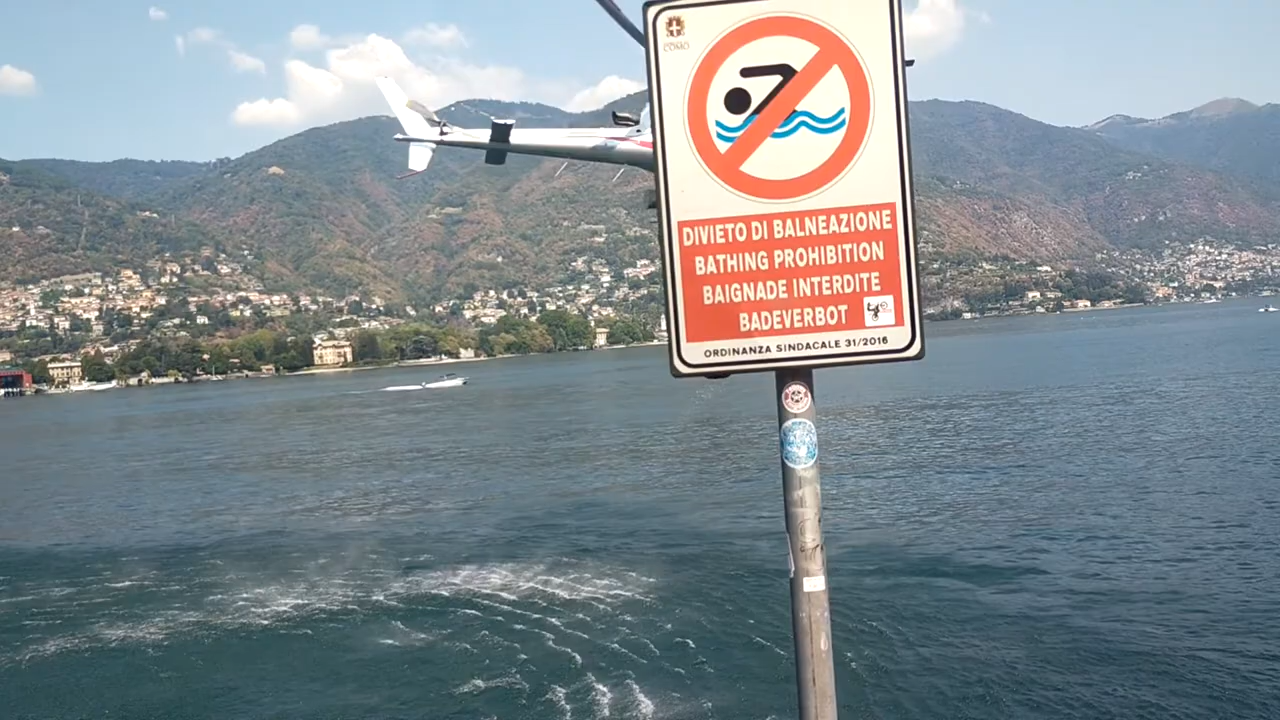 COMO
DIVIETO DI BALNEAZIONE
BATHING PROHIBITION
BAIGNADE INTERDITE
BADEVERBOT
ORDINANZA SINDACALE 31/2016